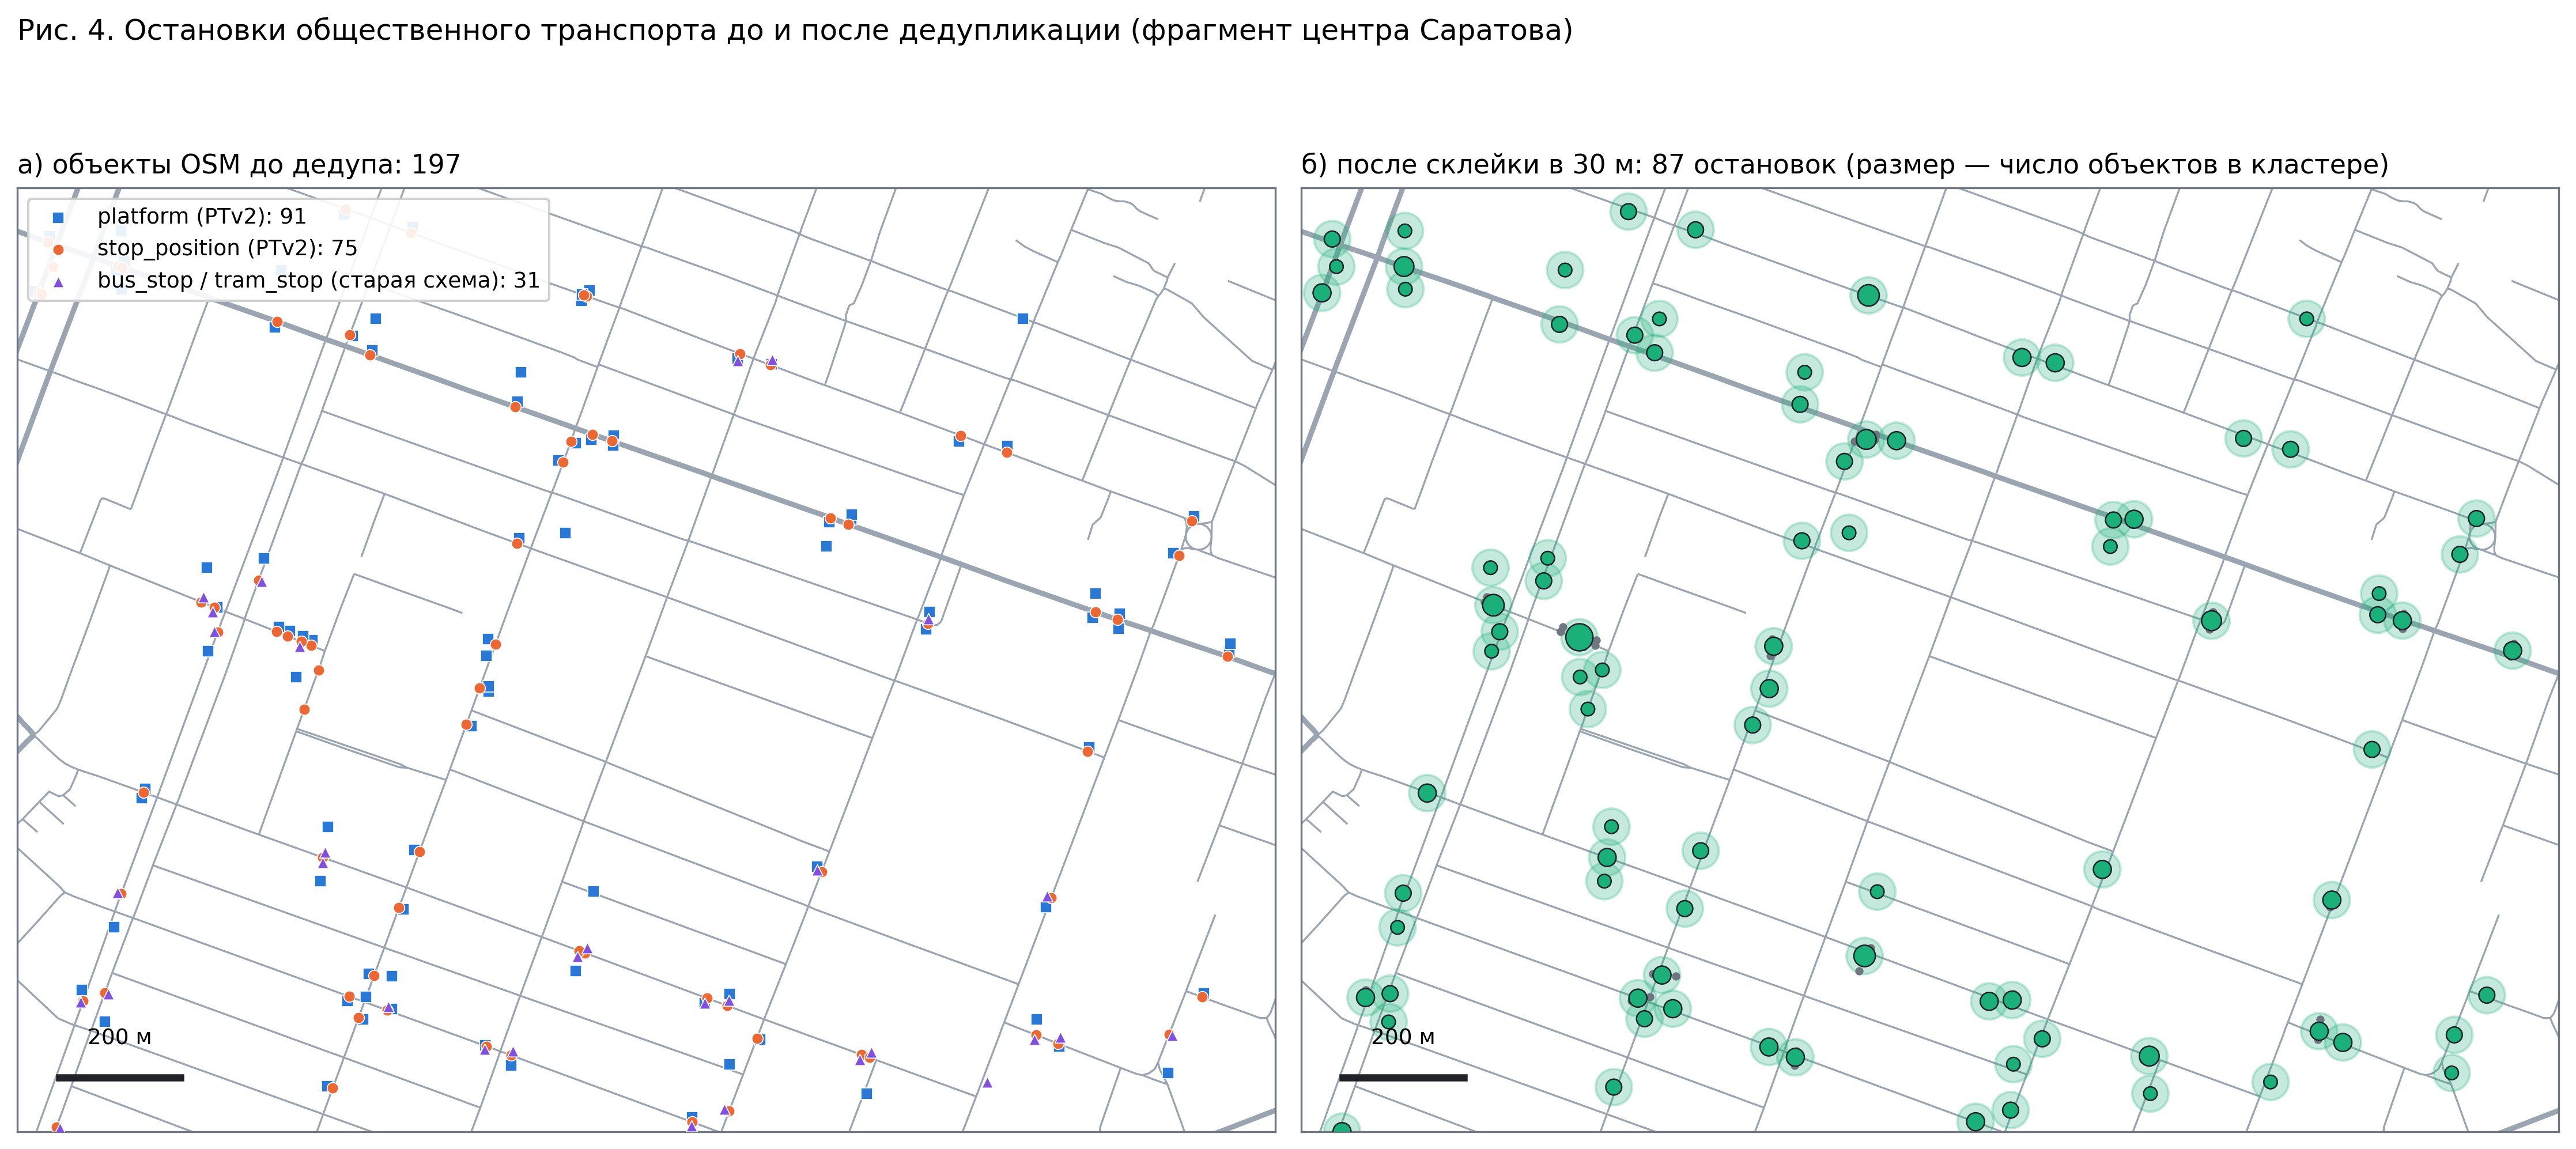 Рис. 4. Остановки общественного транспорта до и после дедупликации (фрагмент центра Саратова)
а) объекты OSM до дедупа: 197
platform (PTv2): 91
stop_position (PTv2): 75
bus_stop / tram_stop (старая схема): 31
200 м
б) после склейки в 30 м: 87 остановок (размер — число объектов в кластере)
200 м